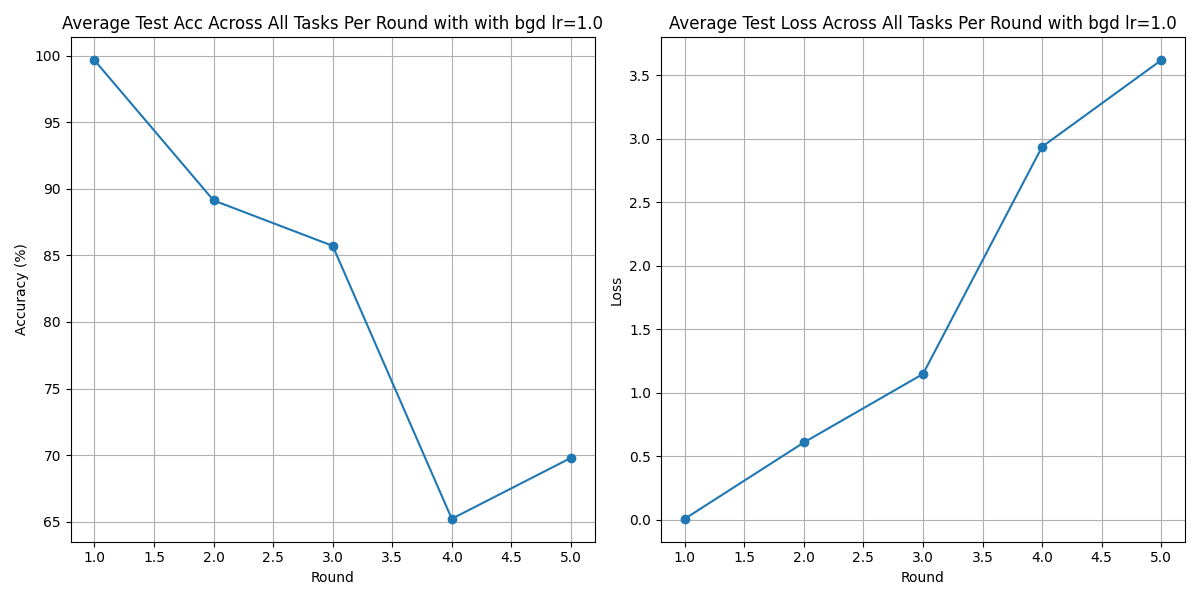 Average Test Acc Across All Tasks Per Round with with bgd lr=1.0
100
95
90
85
80
75
70
65
Accuracy (%)
1.0 1.5 2.0 2.5 3.0 3.5 4.0 4.5 5.0
Round
Average Test Loss Across All Tasks Per Round with bgd lr=1.0
3.5
3.0
2.5
2.0
1.5
1.0
0.5
0.0
Loss
1.0 1.5 2.0 2.5 3.0 3.5 4.0 4.5 5.0
Round